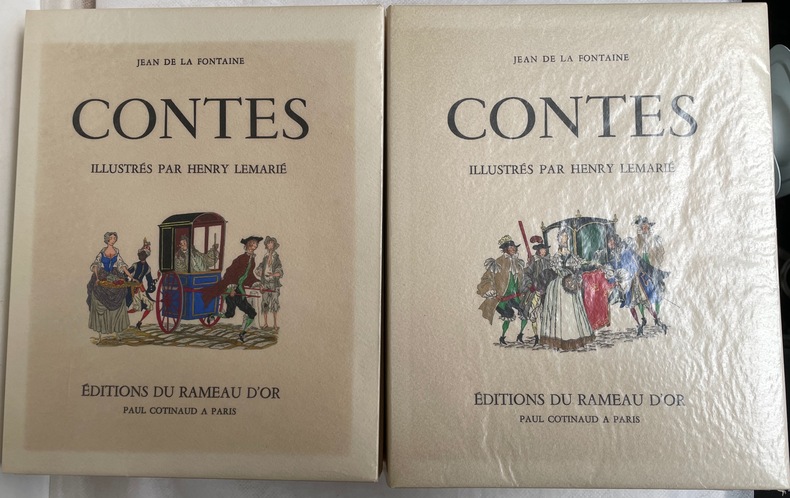 JEAN DE LA FONTAINE
CONTES
ILLUSTRÉS PAR HENRY LEMARIÉ
ÉDITIONS DU RAMEAU D'OR
PAUL COTINAUD A PARIS
JEAN DE LA FONTAINE
CONTES
ILLUSTRÉS PAR HENRY LEMARIÉ
ÉDITIONS DU RAMEAU D'OR
PAUL COTINAUD A PARIS